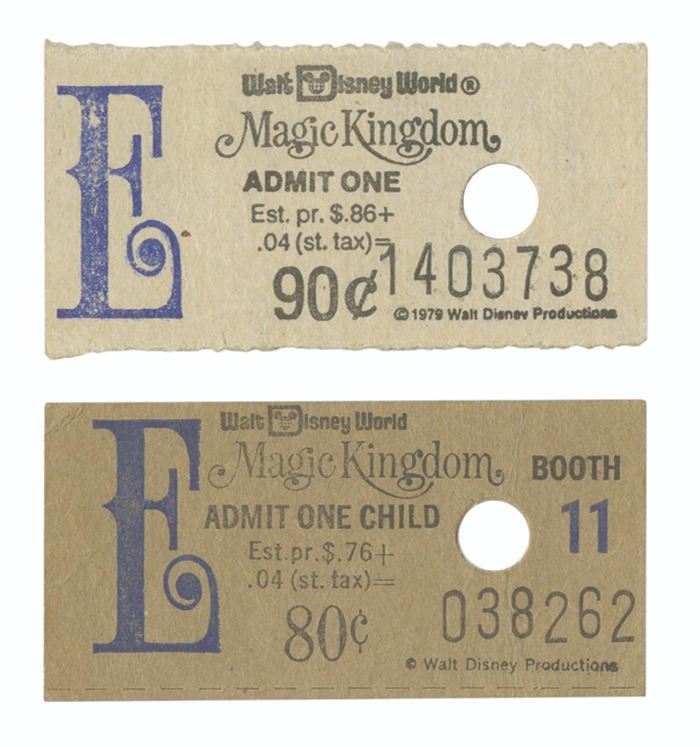 E
Walt Disney World®
Magic Kingdom
ADMIT ONE
Est. pr. $.86+
.04 (st. tax)=
90¢ 1403738
©1979 Walt Disney Productions
E
Walt Disney World
Magic Kingdom BOOTH
ADMIT ONE CHILD 11
Est.pr.$.76+
.04 (st. tax)=
80¢ 038262
© Walt Disney Productions